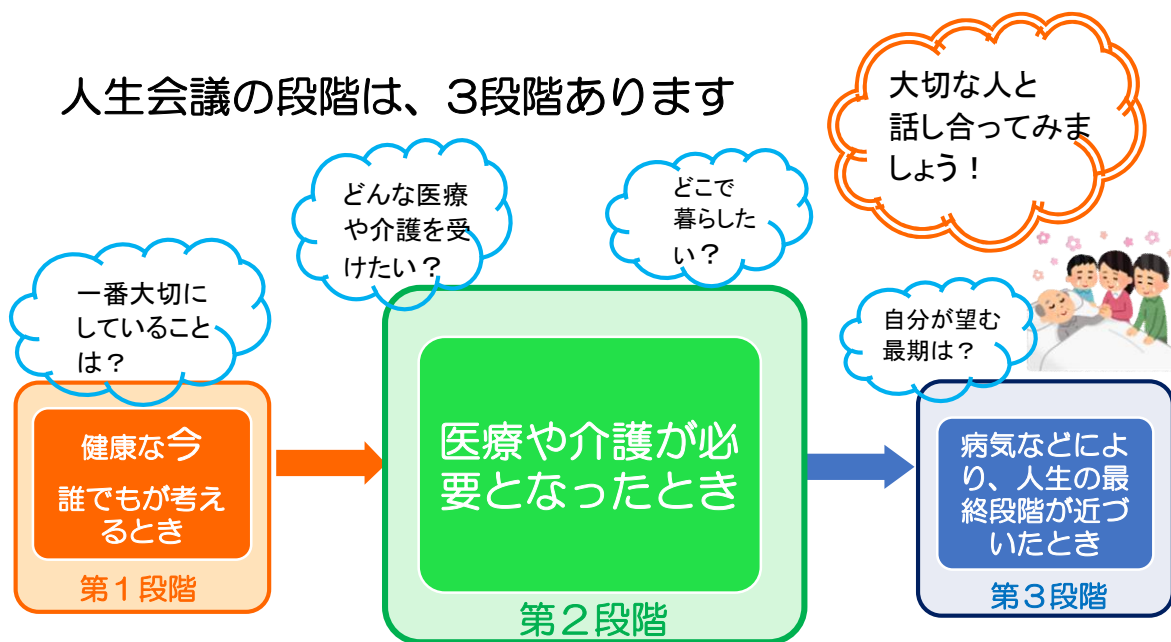 人生会議の段階は、3段階あります
大切な人と
話し合ってみま
しょう！
どんな医療
や介護を受
けたい？
どこで
暮らした
い？
一番大切に
していること
は？
自分が望む
最期は？
健康な今
誰でもが考え
るとき
第１段階
医療や介護が必
要となったとき
第２段階
病気などによ
り、人生の最
終段階が近づ
いたとき
第３段階